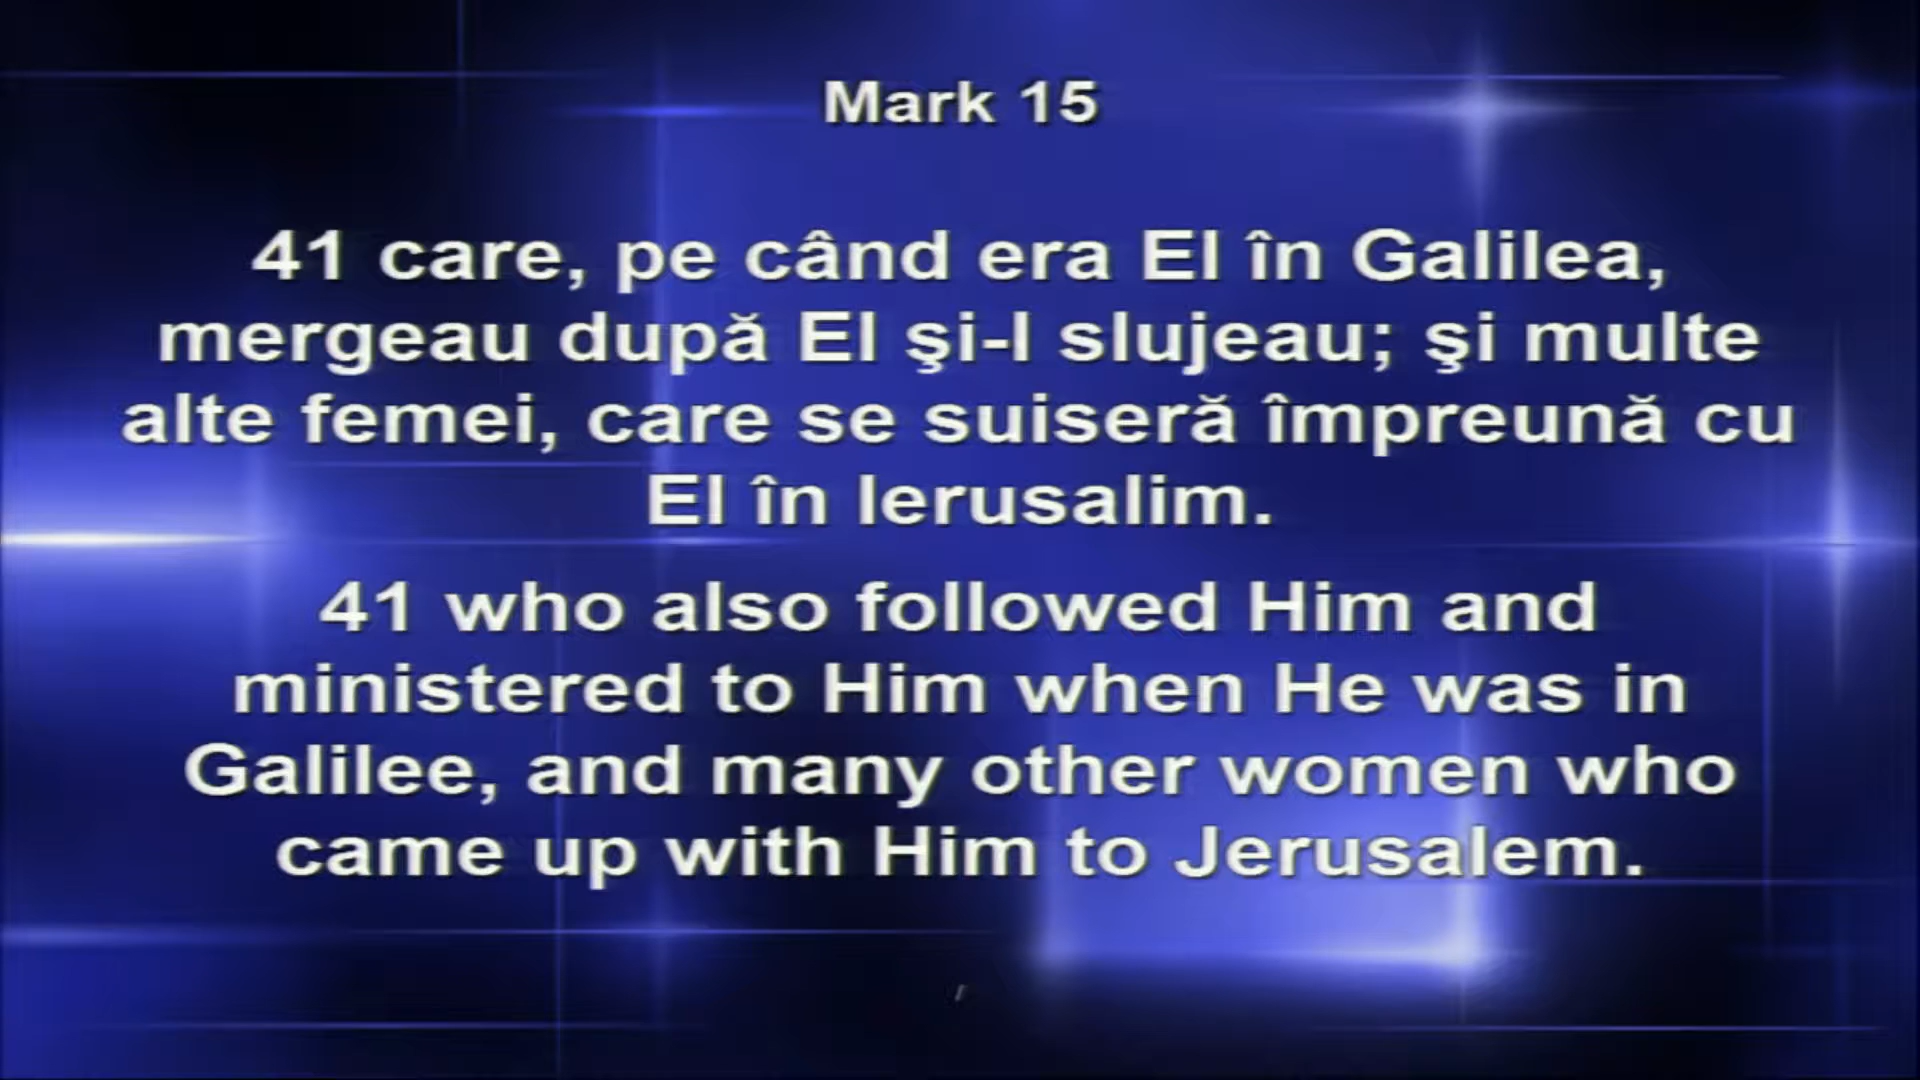 Mark 15
41 care, pe când era El în Galilea,
mergeau după El şi-l slujeau; şi multe
alte femei, care se suiseră împreună cu
El în Ierusalim.
41 who also followed Him and
ministered to Him when He was in
Galilee, and many other women who
came up with Him to Jerusalem.